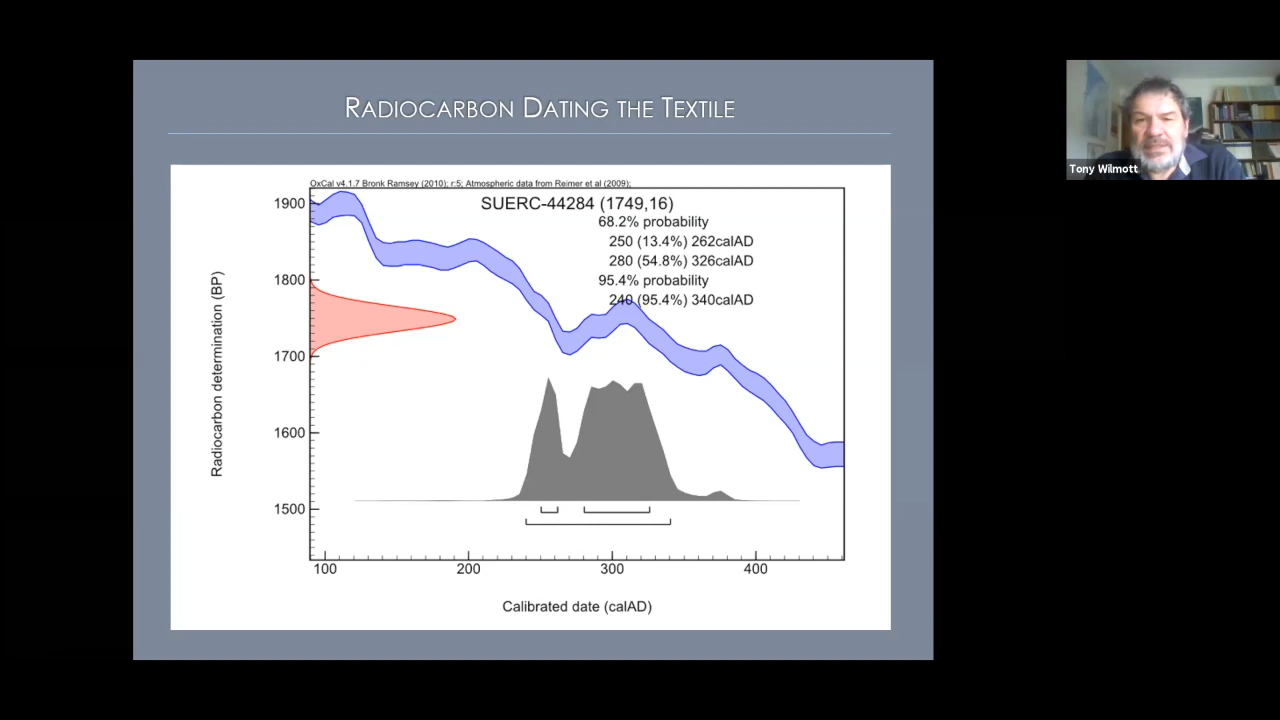 RADIOCARBON DATING THE TEXTILE
Tony Wilmott
OxCal v4.1.7 Bronk Ramsey (2010); r:5; Atmospheric data from Reimer et al (2009);
SUERC-44284 (1749,16)
68.2% probability
250 (13.4%) 262calAD
280 (54.8%) 326calAD
95.4% probability
240 (95.4%) 340calAD
Radiocarbon determination (BP)
1900
1800
1700
1600
1500
100 200 300 400
Calibrated date (calAD)